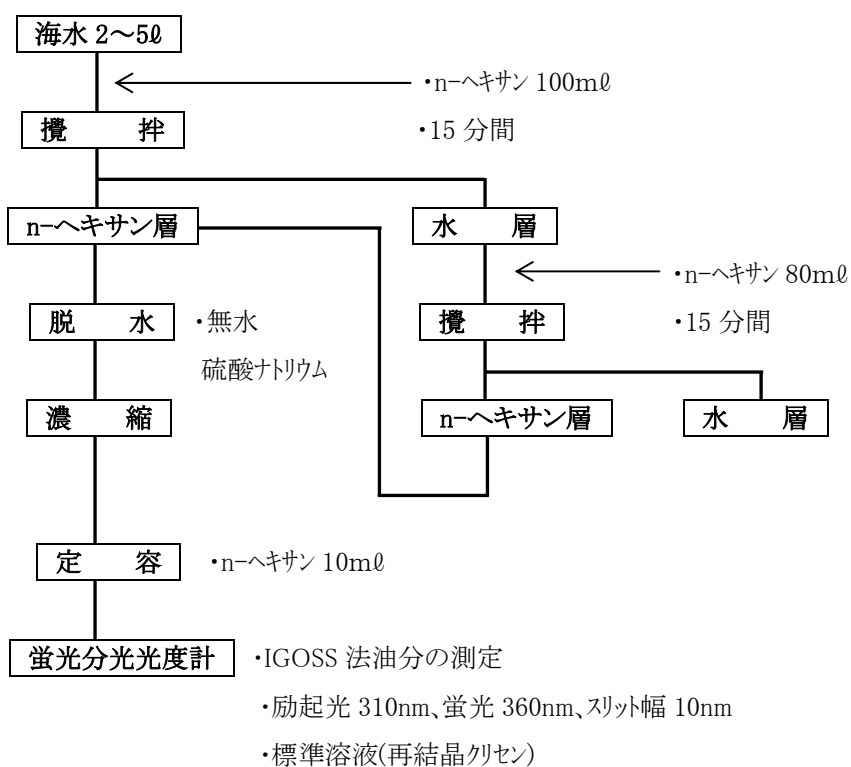 海水 2～5ℓ
・n-ヘキサン 100mℓ
攪　拌
・15 分間
n-ヘキサン層
水　層
・n-ヘキサン 80mℓ
脱　水
・無水
攪　拌
・15 分間
硫酸ナトリウム
濃　縮
n-ヘキサン層
水　層
定　容
・n-ヘキサン 10mℓ
蛍光分光光度計
・IGOSS 法油分の測定
・励起光 310nm、蛍光 360nm、スリット幅 10nm
・標準溶液(再結晶クリセン)